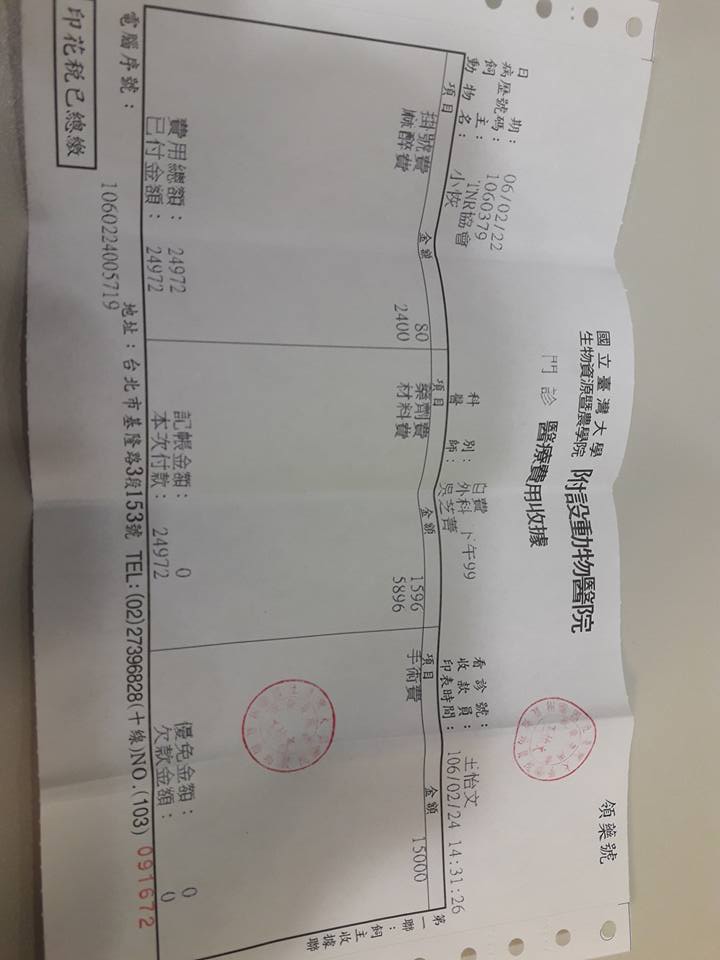 國立臺灣大學
生物資源暨農學院 附設動物醫院
門診 醫療費用收據
領藥號
日期：06/02/22
病歷號碼：1060379
飼主：TNR協會
動物名：小妏
科別：自費 外科 下午99
醫師：吳芝菁
看診號：
收款員：王怡文
印表時間：106/02/24 14:31:26
項目 金額 項目 金額 項目 金額
掛號費 80 藥劑費 1596 手術費 15000
麻醉費 2400 材料費 5896
費用總額：24972 記帳金額：0 優免金額：0
已付金額：24972 本次付款：24972 欠款金額：0
電腦序號：1060224005719 地址：台北市基隆路3段153號 TEL:(02)27396828(十線)NO.(103) 091672
印花稅已總繳
第一聯：飼主收據聯